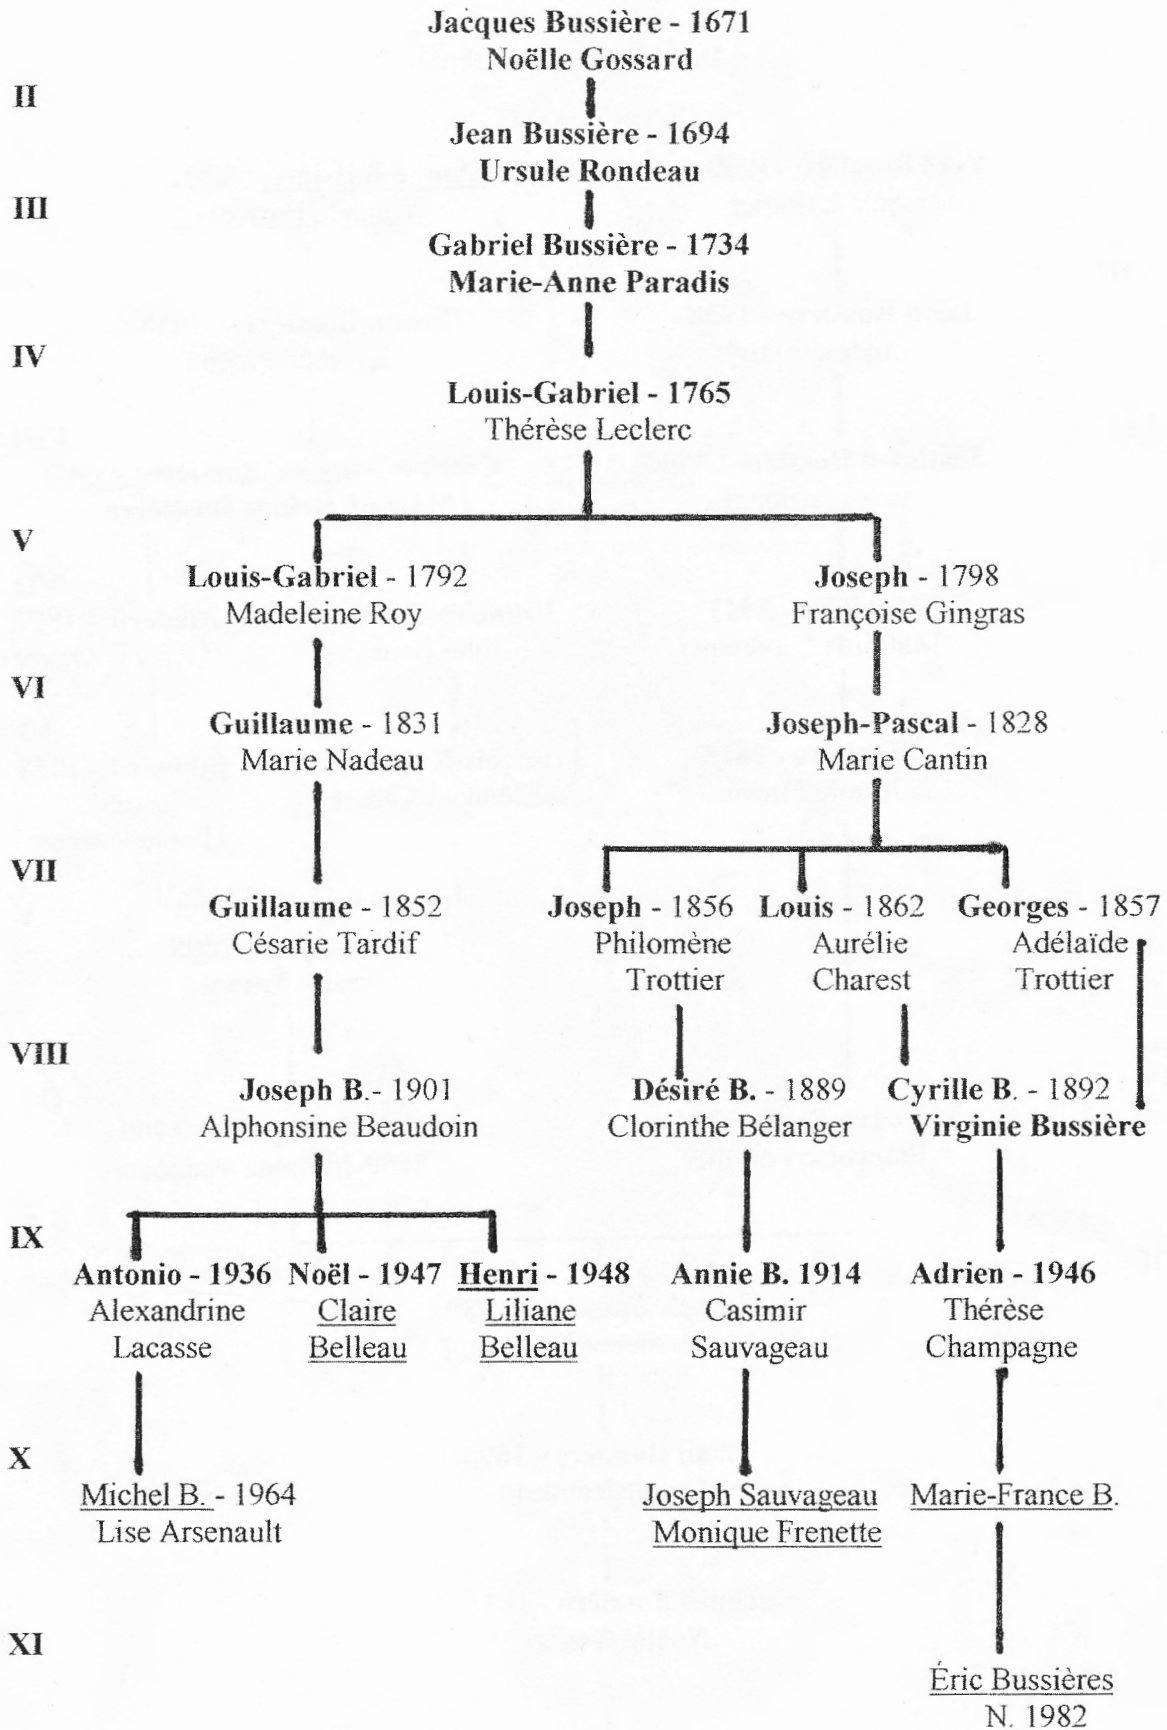 Jacques Bussière - 1671
Noëlle Gossard
II
Jean Bussière - 1694
Ursule Rondeau
III
Gabriel Bussière - 1734
Marie-Anne Paradis
IV
Louis-Gabriel - 1765
Thérèse Leclerc
V
Louis-Gabriel - 1792
Madeleine Roy
Joseph - 1798
Françoise Gingras
VI
Guillaume - 1831
Marie Nadeau
Joseph-Pascal - 1828
Marie Cantin
VII
Guillaume - 1852
Césarie Tardif
Joseph - 1856
Philomène
Trottier
Louis - 1862
Aurélie
Charest
Georges - 1857
Adélaïde
Trottier
VIII
Joseph B.- 1901
Alphonsine Beaudoin
Désiré B. - 1889
Clorinthe Bélanger
Cyrille B. - 1892
Virginie Bussière
IX
Antonio - 1936
Alexandrine
Lacasse
Noël - 1947
Claire
Belleau
Henri - 1948
Liliane
Belleau
Annie B. 1914
Casimir
Sauvageau
Adrien - 1946
Thérèse
Champagne
X
Michel B. - 1964
Lise Arsenault
Joseph Sauvageau
Monique Frenette
Marie-France B.
XI
Éric Bussières
N. 1982